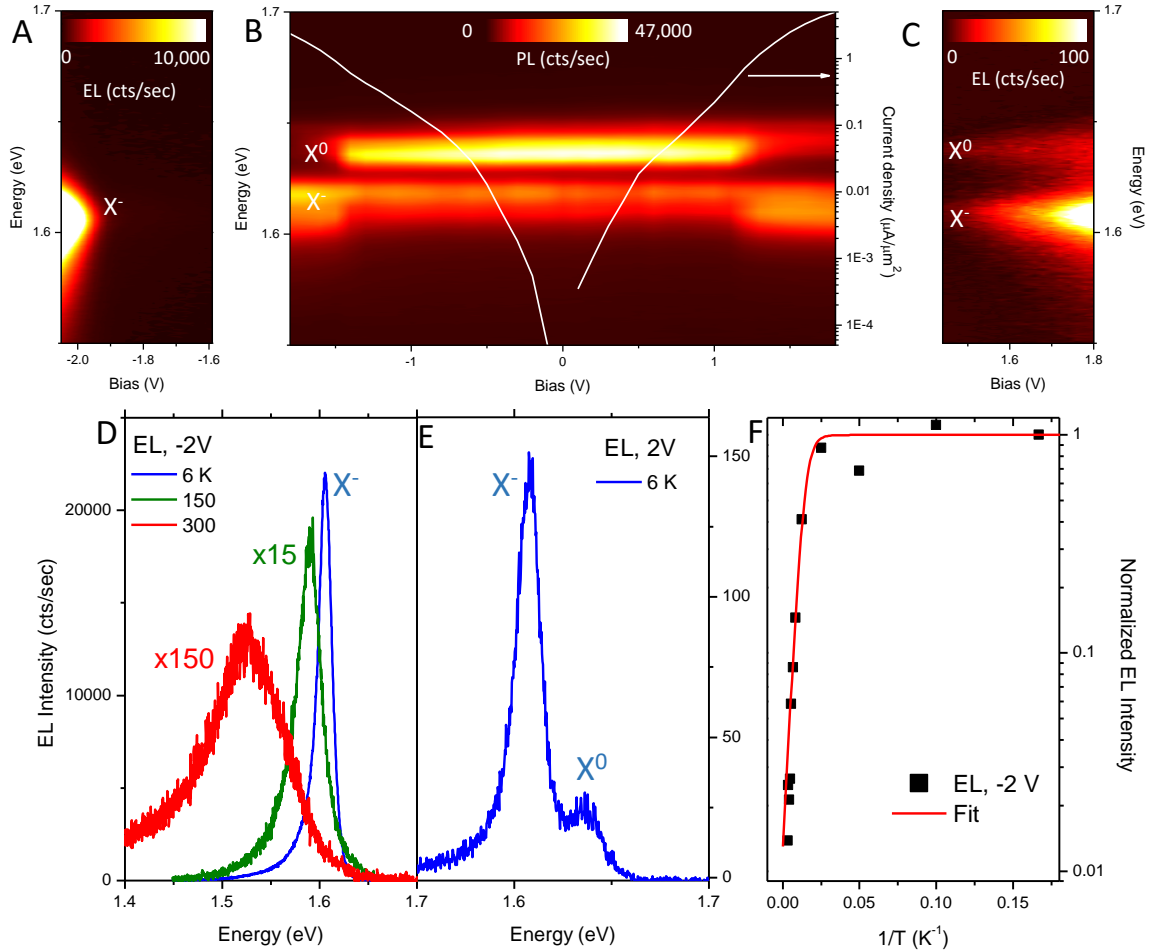 A
1.7
0 10,000
EL (cts/sec)
Energy (eV)
1.6
X-
-2.0 -1.8 -1.6
Bias (V)
B
1.7
0 47,000
PL (cts/sec)
X0
X-
Energy (eV)
1.6
-1 0 1
Bias (V)
1
0.1
0.01
1E-3
1E-4
Current density (μA/μm2)
C
1.7
0 100
EL (cts/sec)
X0
X-
Energy (eV)
1.6
1.6 1.8
Bias (V)
D
EL, -2V
6 K
150
300
X-
x15
x150
EL Intensity (cts/sec)
20000
10000
0
1.4 1.5 1.6 1.7
Energy (eV)
E
EL, 2V
6 K
X-
X0
150
100
50
0
1.6 1.7
Energy (eV)
F
1
0.1
0.01
Normalized EL Intensity
EL, -2 V
Fit
0.00 0.05 0.10 0.15
1/T (K-1)